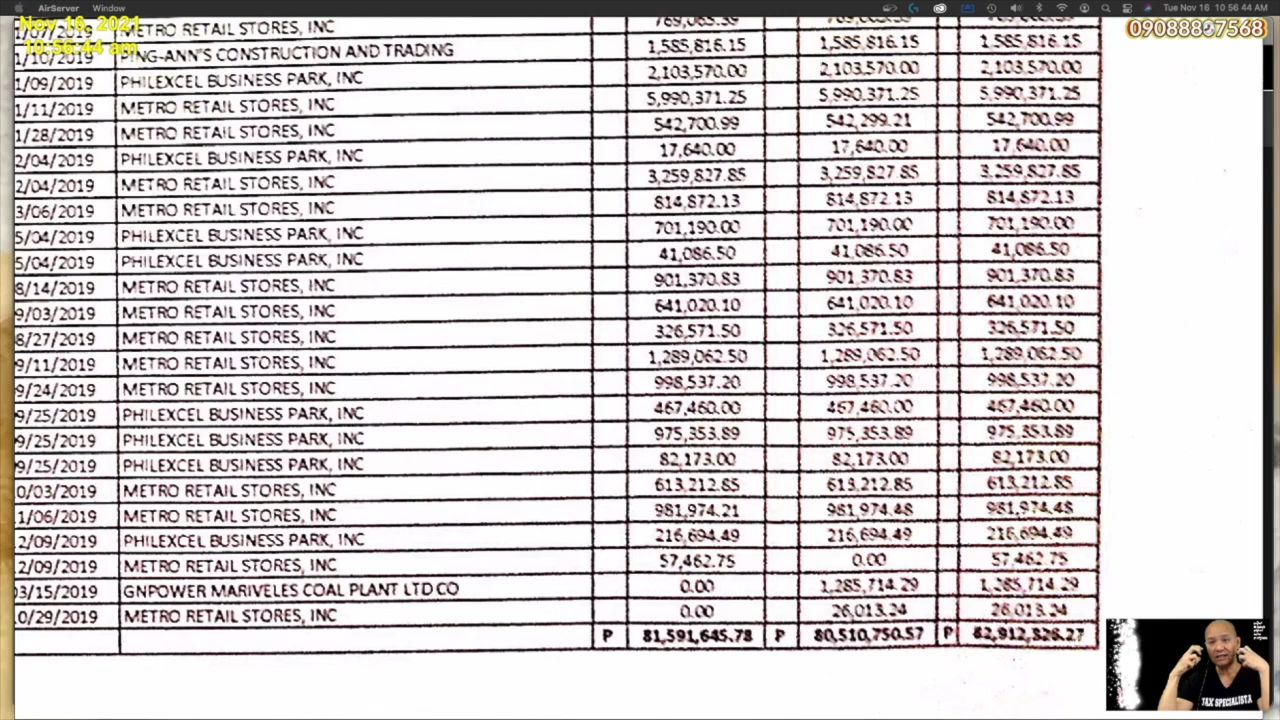 AirServer Window Tue Nov 16 10 56 44 AM
Nov 16, 2021 09088887568
10:56:44 am
1/07/2019 METRO RETAIL STORES, INC
1/10/2019 PING-ANN'S CONSTRUCTION AND TRADING 1,585,816.15 1,585,816.15 1,585,816.15
1/09/2019 PHILEXCEL BUSINESS PARK, INC 2,103,570.00 2,103,570.00 2,103,570.00
1/11/2019 METRO RETAIL STORES, INC 5,990,371.25 5,990,371.25 5,990,371.25
1/28/2019 METRO RETAIL STORES, INC 542,700.99 542,299.21 542,700.99
2/04/2019 PHILEXCEL BUSINESS PARK, INC 17,640.00 17,640.00 17,640.00
2/04/2019 METRO RETAIL STORES, INC 3,259,827.85 3,259,827.85 3,259,827.85
3/06/2019 METRO RETAIL STORES, INC 814,872.13 814,872.13 814,872.13
5/04/2019 PHILEXCEL BUSINESS PARK, INC 701,190.00 701,190.00 701,190.00
5/04/2019 PHILEXCEL BUSINESS PARK, INC 41,086.50 41,086.50 41,086.50
8/14/2019 METRO RETAIL STORES, INC 901,370.83 901,370.83 901,370.83
9/03/2019 METRO RETAIL STORES, INC 641,020.10 641,020.10 641,020.10
8/27/2019 METRO RETAIL STORES, INC 326,571.50 326,571.50 326,571.50
9/11/2019 METRO RETAIL STORES, INC 1,289,062.50 1,289,062.50 1,289,062.50
9/24/2019 METRO RETAIL STORES, INC 998,537.20 998,537.20 998,537.20
9/25/2019 PHILEXCEL BUSINESS PARK, INC 467,460.00 467,460.00 467,460.00
9/25/2019 PHILEXCEL BUSINESS PARK, INC 975,353.89 975,353.89 975,353.89
9/25/2019 PHILEXCEL BUSINESS PARK, INC 82,173.00 82,173.00 82,173.00
0/03/2019 METRO RETAIL STORES, INC 613,212.85 613,212.85 613,212.85
1/06/2019 METRO RETAIL STORES, INC 981,974.21 981,974.48 981,974.48
2/09/2019 PHILEXCEL BUSINESS PARK, INC 216,694.49 216,694.49 216,694.49
2/09/2019 METRO RETAIL STORES, INC 57,462.75 0.00 57,462.75
03/15/2019 GNPOWER MARIVELES COAL PLANT LTD CO 0.00 1,285,714.29 1,285,714.29
0/29/2019 METRO RETAIL STORES, INC 0.00 26,013.24 26,013.24
P 81,591,645.78 P 80,510,750.57 P 82,912,826.27
TAX SPECIALISTA